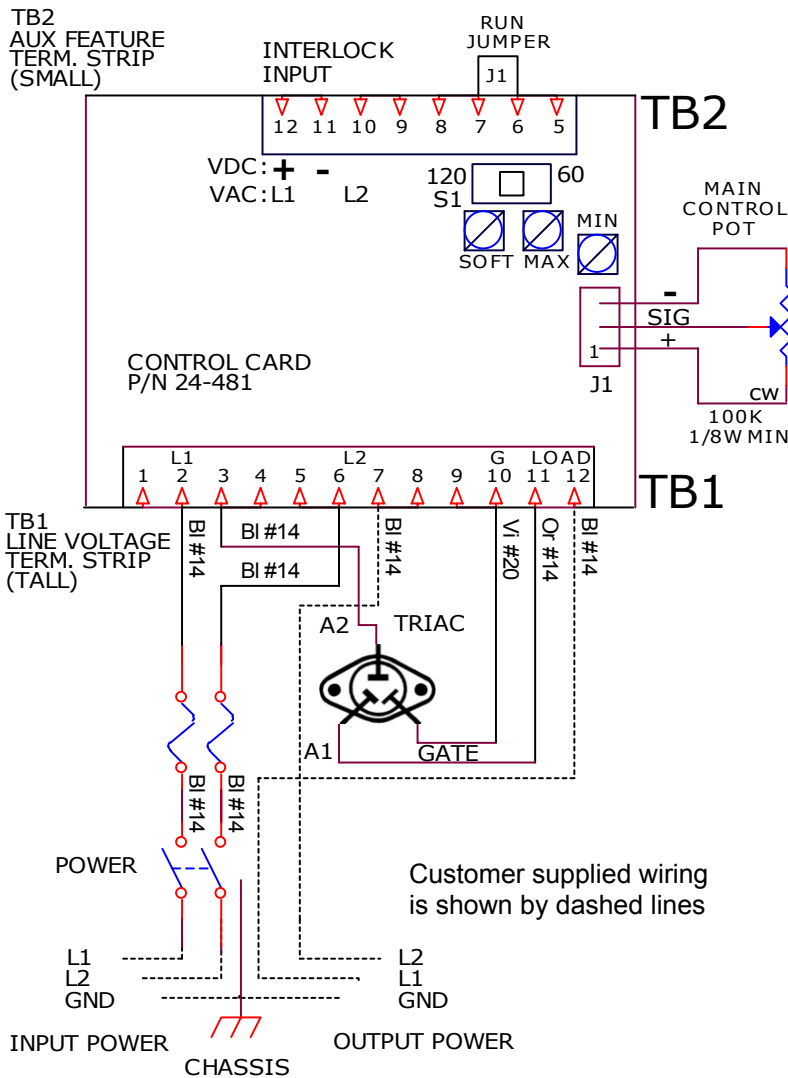 TB2
AUX FEATURE
TERM. STRIP
(SMALL)
INTERLOCK
INPUT
RUN
JUMPER
J1
12 11 10 9 8 7 6 5
TB2
VDC: + -
VAC: L1 L2
120 60
S1
SOFT MAX MIN
MAIN
CONTROL
POT
-
SIG
+
1
J1
CW
100K
1/8W MIN
CONTROL CARD
P/N 24-481
L1 L2 G LOAD
1 2 3 4 5 6 7 8 9 10 11 12
TB1
TB1
LINE VOLTAGE
TERM. STRIP
(TALL)
Bl #14
Bl #14
Bl #14
Bl #14
Vi #20
Or #14
Bl #14
A2 TRIAC
A1 GATE
Bl #14
Bl #14
POWER
Customer supplied wiring
is shown by dashed lines
L1
L2
GND
L2
L1
GND
INPUT POWER
OUTPUT POWER
CHASSIS